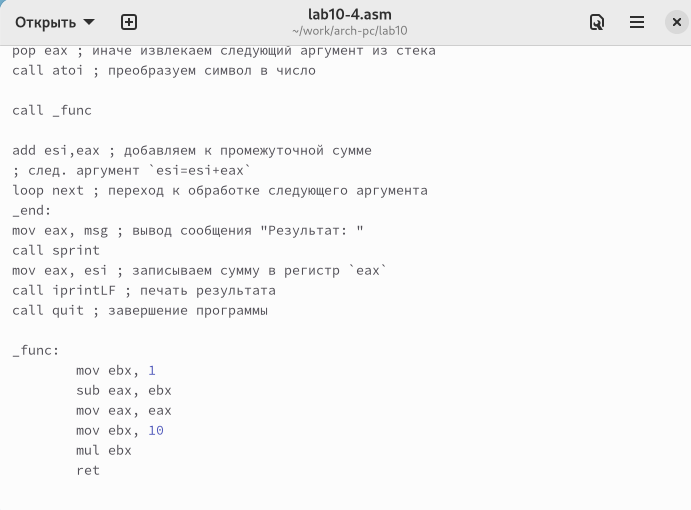 Открыть
lab10-4.asm
~/work/arch-pc/lab10
pop eax ; иначе извлекаем следующий аргумент из стека
call atoi ; преобразуем символ в число
call _func
add esi,eax ; добавляем к промежуточной сумме
; след. аргумент `esi=esi+eax`
loop next ; переход к обработке следующего аргумента
_end:
mov eax, msg ; вывод сообщения "Результат: "
call sprint
mov eax, esi ; записываем сумму в регистр `eax`
call iprintLF ; печать результата
call quit ; завершение программы
_func:
mov ebx, 1
sub eax, ebx
mov eax, eax
mov ebx, 10
mul ebx
ret